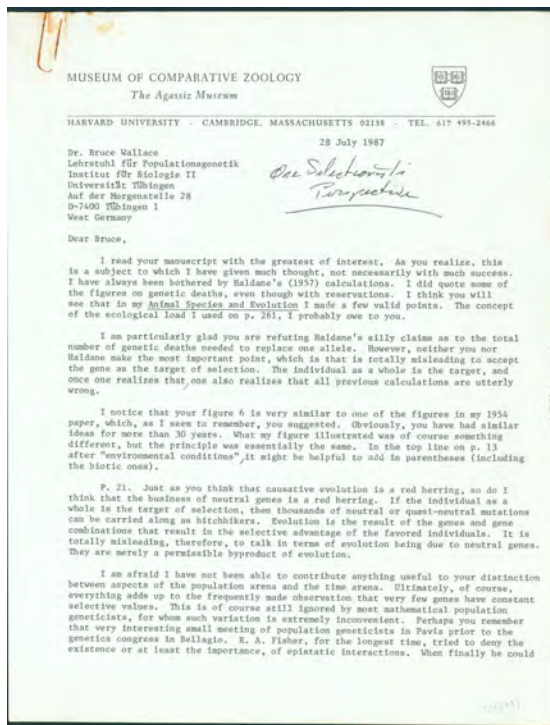 MUSEUM OF COMPARATIVE ZOOLOGY
The Agassiz Museum
HARVARD UNIVERSITY · CAMBRIDGE, MASSACHUSETTS 02138 · TEL. 617 495-2466
28 July 1987
Dr. Bruce Wallace
Lehrstuhl für Populationsgenetik
Institut für Biologie II
Universität Tübingen
Auf der Morgenstelle 28
D-7400 Tübingen 1
West Germany
One Selectionist's
Perspective
Dear Bruce,
I read your manuscript with the greatest of interest. As you realize, this
is a subject to which I have given much thought, not necessarily with much success.
I have always been bothered by Haldane's (1957) calculations. I did quote some of
the figures on genetic deaths, even though with reservations. I think you will
see that in my Animal Species and Evolution I made a few valid points. The concept
of the ecological load I used on p. 261, I probably owe to you.
I am particularly glad you are refuting Haldane's silly claims as to the total
number of genetic deaths needed to replace one allele. However, neither you nor
Haldane make the most important point, which is that is totally misleading to accept
the gene as the target of selection. The individual as a whole is the target, and
once one realizes that, one also realizes that all previous calculations are utterly
wrong.
I notice that your figure 6 is very similar to one of the figures in my 1954
paper, which, as I seem to remember, you suggested. Obviously, you have had similar
ideas for more than 30 years. What my figure illustrated was of course something
different, but the principle was essentially the same. In the top line on p. 13
after "environmental conditions", it might be helpful to add in parentheses (including
the biotic ones).
P. 21. Just as you think that causative evolution is a red herring, so do I
think that the business of neutral genes is a red herring. If the individual as a
whole is the target of selection, then thousands of neutral or quasi-neutral mutations
can be carried along as hitchhikers. Evolution is the result of the genes and gene
combinations that result in the selective advantage of the favored individuals. It is
totally misleading, therefore, to talk in terms of evolution being due to neutral genes.
They are merely a permissible byproduct of evolution.
I am afraid I have not been able to contribute anything useful to your distinction
between aspects of the population arena and the time arena. Ultimately, of course,
everything adds up to the frequently made observation that very few genes have constant
selective values. This is of course still ignored by most mathematical population
geneticists, for whom such variation is extremely inconvenient. Perhaps you remember
that very interesting small meeting of population geneticists in Pavia prior to the
genetics congress in Bellagio. R. A. Fisher, for the longest time, tried to deny the
existence or at least the importance, of epistatic interactions. When finally he could